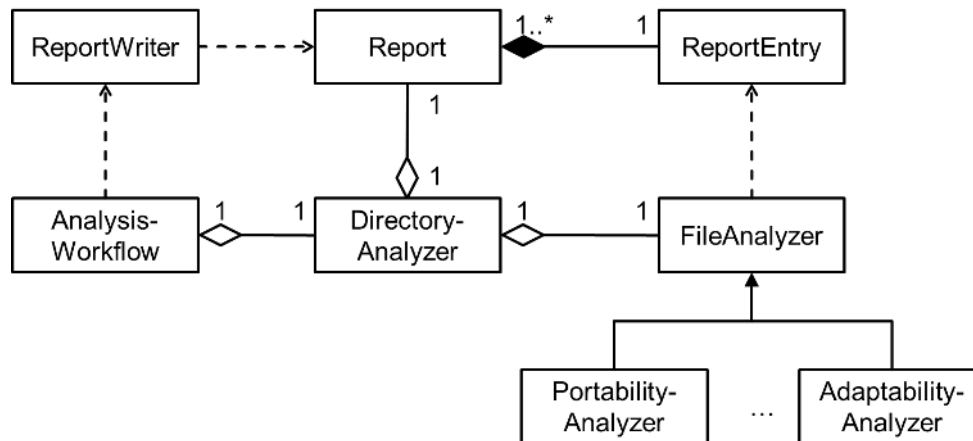 ReportWriter
Report
1..*
1
ReportEntry
1
1
Analysis-
Workflow
1
1
Directory-
Analyzer
1
1
FileAnalyzer
Portability-
Analyzer
...
Adaptability-
Analyzer